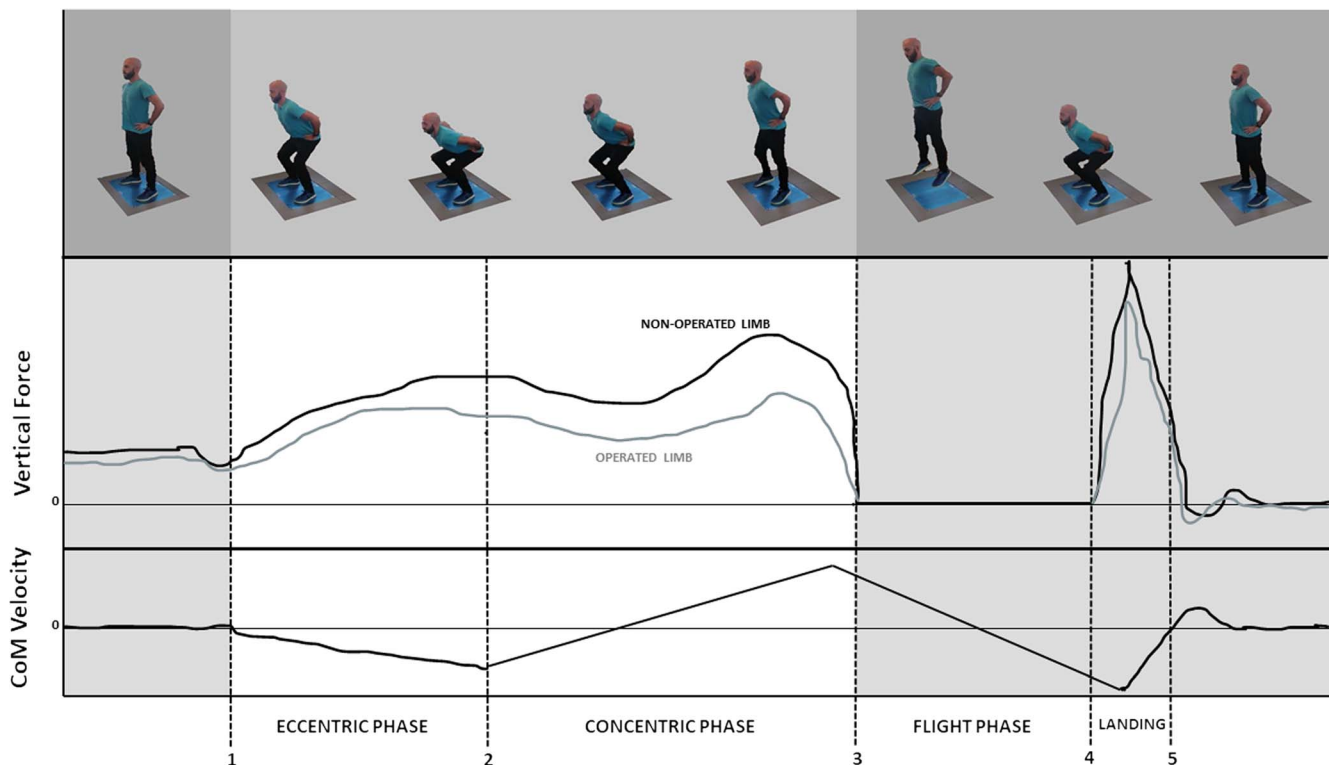 NON-OPERATED LIMB
OPERATED LIMB
Vertical Force
0
CoM Velocity
0
ECCENTRIC PHASE
CONCENTRIC PHASE
FLIGHT PHASE
LANDING
1
2
3
4
5